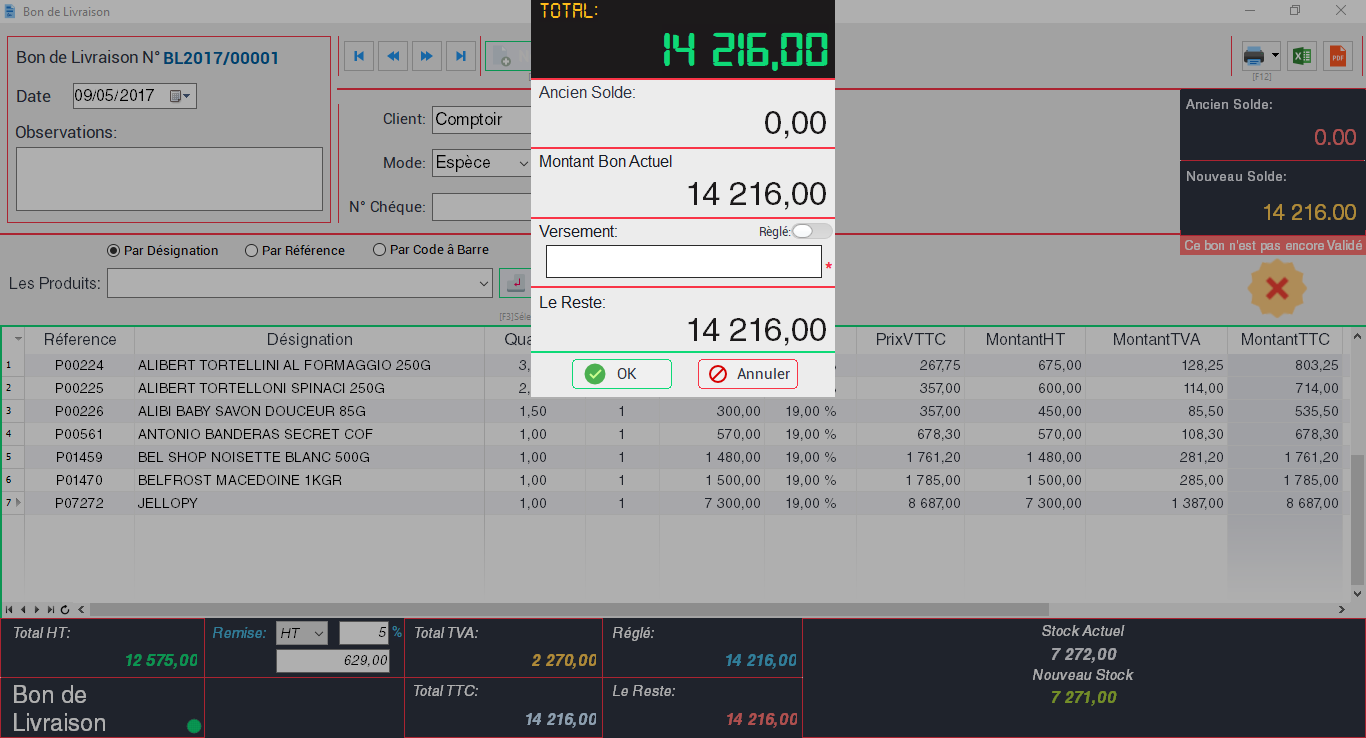 Bon de Livraison
Bon de Livraison N° BL2017/00001
Date 09/05/2017
Observations:
Client: Comptoir
Mode: Espèce
N° Chéque:
TOTAL:
14 216,00
Ancien Solde:
0,00
Montant Bon Actuel
14 216,00
Versement: Règlé:
*
Le Reste:
14 216,00
OK Annuler
[F12]
Ancien Solde:
0.00
Nouveau Solde:
14 216.00
Ce bon n'est pas encore Validé
Par Désignation Par Référence Par Code à Barre
Les Produits:
Réference Désignation PrixVTTC MontantHT MontantTVA MontantTTC
1 P00224 ALIBERT TORTELLINI AL FORMAGGIO 250G 267,75 675,00 128,25 803,25
2 P00225 ALIBERT TORTELLONI SPINACI 250G 357,00 600,00 114,00 714,00
3 P00226 ALIBI BABY SAVON DOUCEUR 85G 1,50 1 300,00 19,00 % 357,00 450,00 85,50 535,50
4 P00561 ANTONIO BANDERAS SECRET COF 1,00 1 570,00 19,00 % 678,30 570,00 108,30 678,30
5 P01459 BEL SHOP NOISETTE BLANC 500G 1,00 1 1 480,00 19,00 % 1 761,20 1 480,00 281,20 1 761,20
6 P01470 BELFROST MACEDOINE 1KGR 1,00 1 1 500,00 19,00 % 1 785,00 1 500,00 285,00 1 785,00
7 P07272 JELLOPY 1,00 1 7 300,00 19,00 % 8 687,00 7 300,00 1 387,00 8 687,00
Total HT:
12 575,00
Remise: HT 5 %
629,00
Total TVA:
2 270,00
Réglé:
14 216,00
Bon de
Livraison
Total TTC:
14 216,00
Le Reste:
14 216,00
Stock Actuel
7 272,00
Nouveau Stock
7 271,00